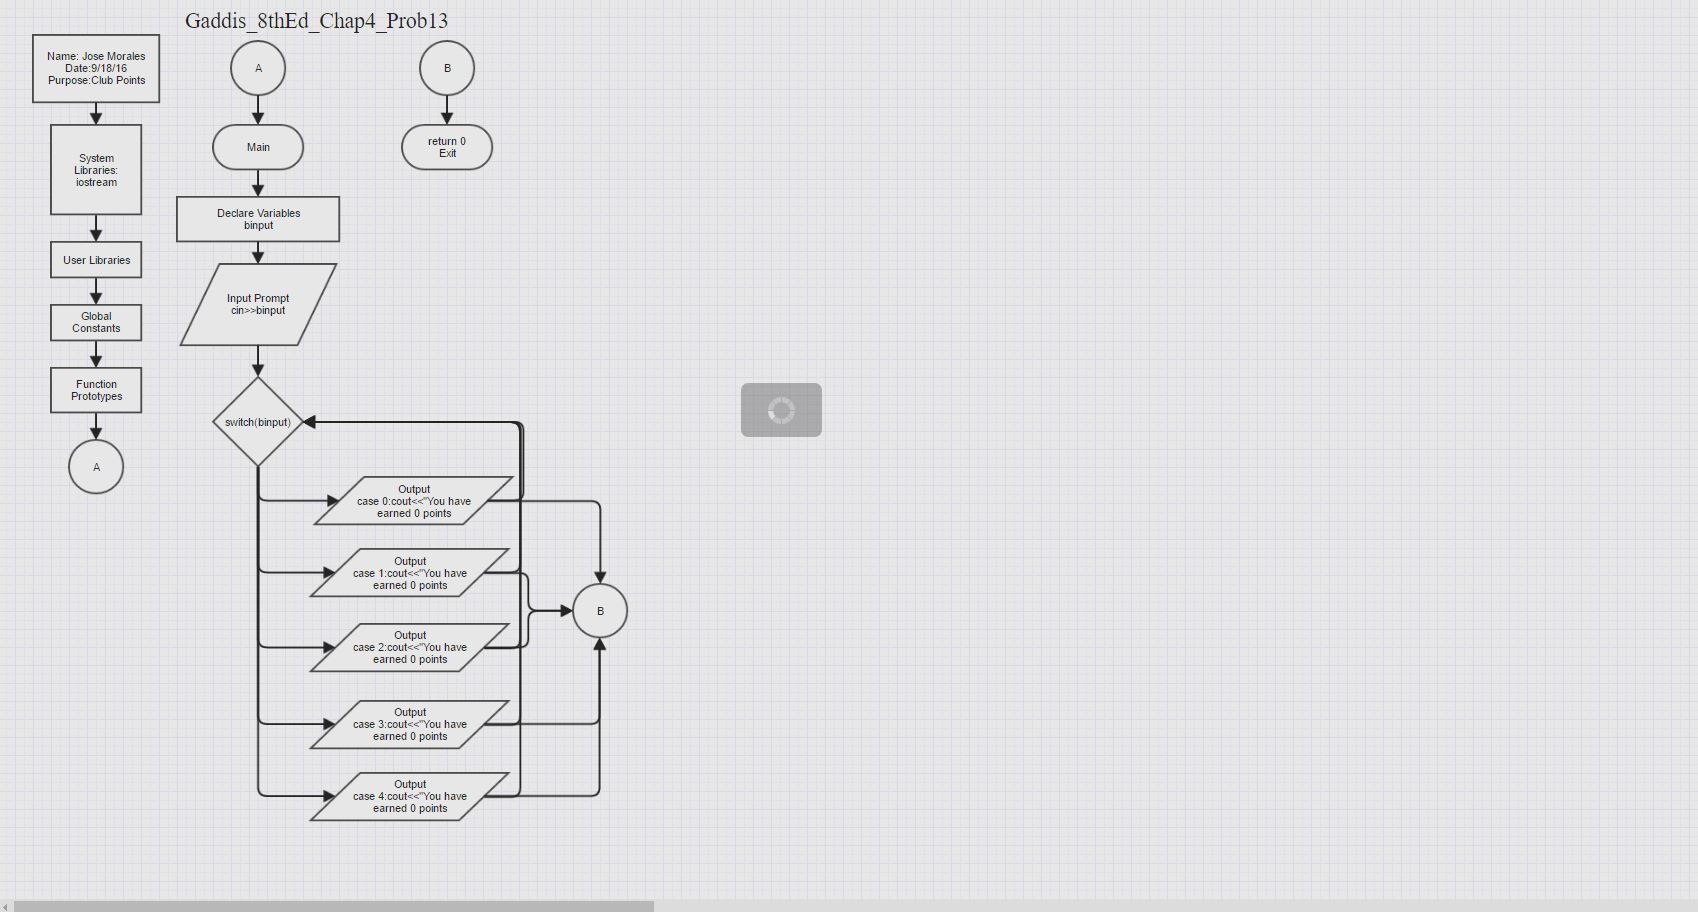 Gaddis_8thEd_Chap4_Prob13
Name: Jose Morales
Date:9/18/16
Purpose:Club Points
System
Libraries:
iostream
User Libraries
Global
Constants
Function
Prototypes
A
A
Main
Declare Variables
binput
Input Prompt
cin>>binput
switch(binput)
Output
case 0:cout<<"You have
earned 0 points
Output
case 1:cout<<"You have
earned 0 points
Output
case 2:cout<<"You have
earned 0 points
Output
case 3:cout<<"You have
earned 0 points
Output
case 4:cout<<"You have
earned 0 points
B
B
return 0
Exit